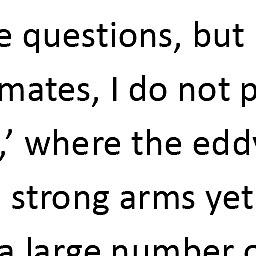 e questions, but
mates, I do not p
,’ where the eddy
strong arms yet
a large number o